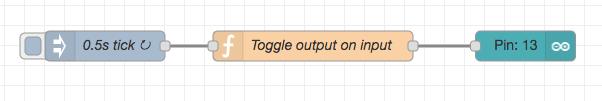 0.5s tick ↻
Toggle output on input
Pin: 13